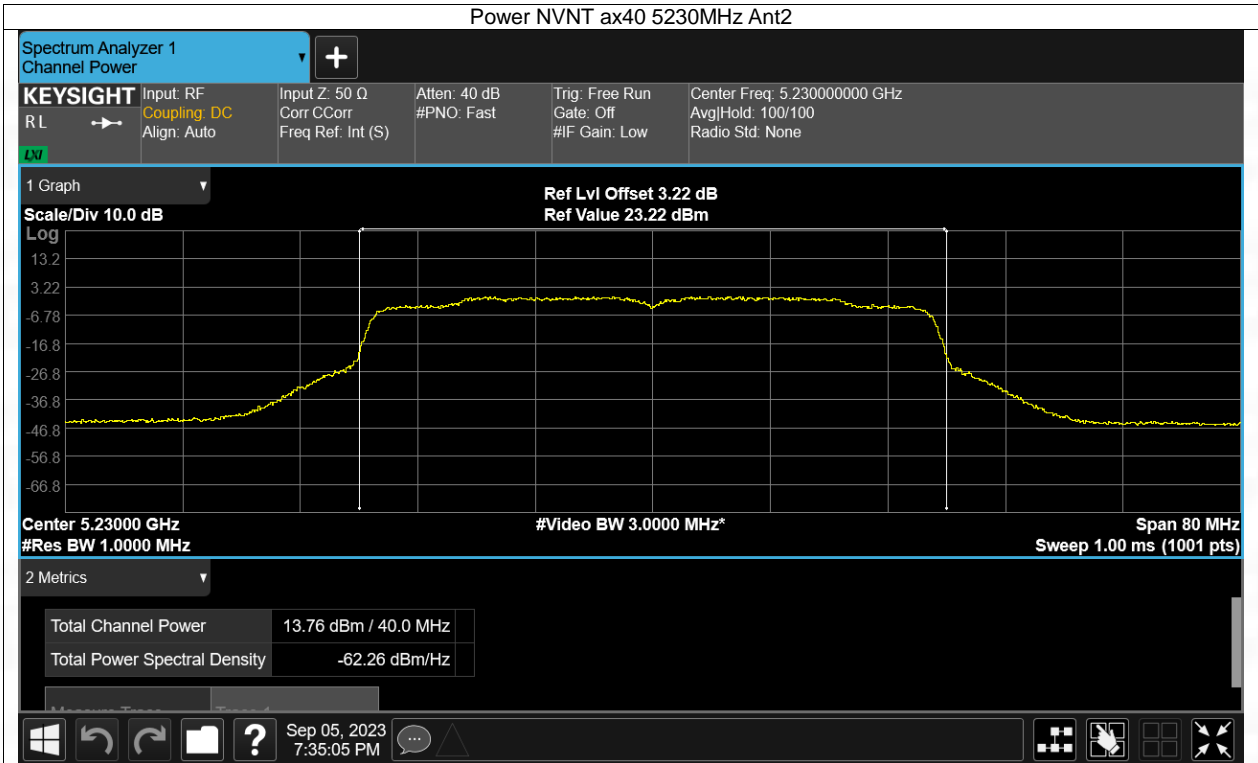 Power NVNT ax40 5230MHz Ant2
Spectrum Analyzer 1
Channel Power
KEYSIGHT
R L
LXI
Input: RF
Coupling: DC
Align: Auto
Input Z: 50 Ω
Corr CCorr
Freq Ref: Int (S)
Atten: 40 dB
#PNO: Fast
Trig: Free Run
Gate: Off
#IF Gain: Low
Center Freq: 5.230000000 GHz
Avg|Hold: 100/100
Radio Std: None
1 Graph
Scale/Div 10.0 dB
Ref Lvl Offset 3.22 dB
Ref Value 23.22 dBm
Log
13.2
3.22
-6.78
-16.8
-26.8
-36.8
-46.8
-56.8
-66.8
Center 5.23000 GHz
#Video BW 3.0000 MHz*
Span 80 MHz
#Res BW 1.0000 MHz
Sweep 1.00 ms (1001 pts)
2 Metrics
Total Channel Power 13.76 dBm / 40.0 MHz
Total Power Spectral Density -62.26 dBm/Hz
Measure Trace Trace 1
?
Sep 05, 2023
7:35:05 PM